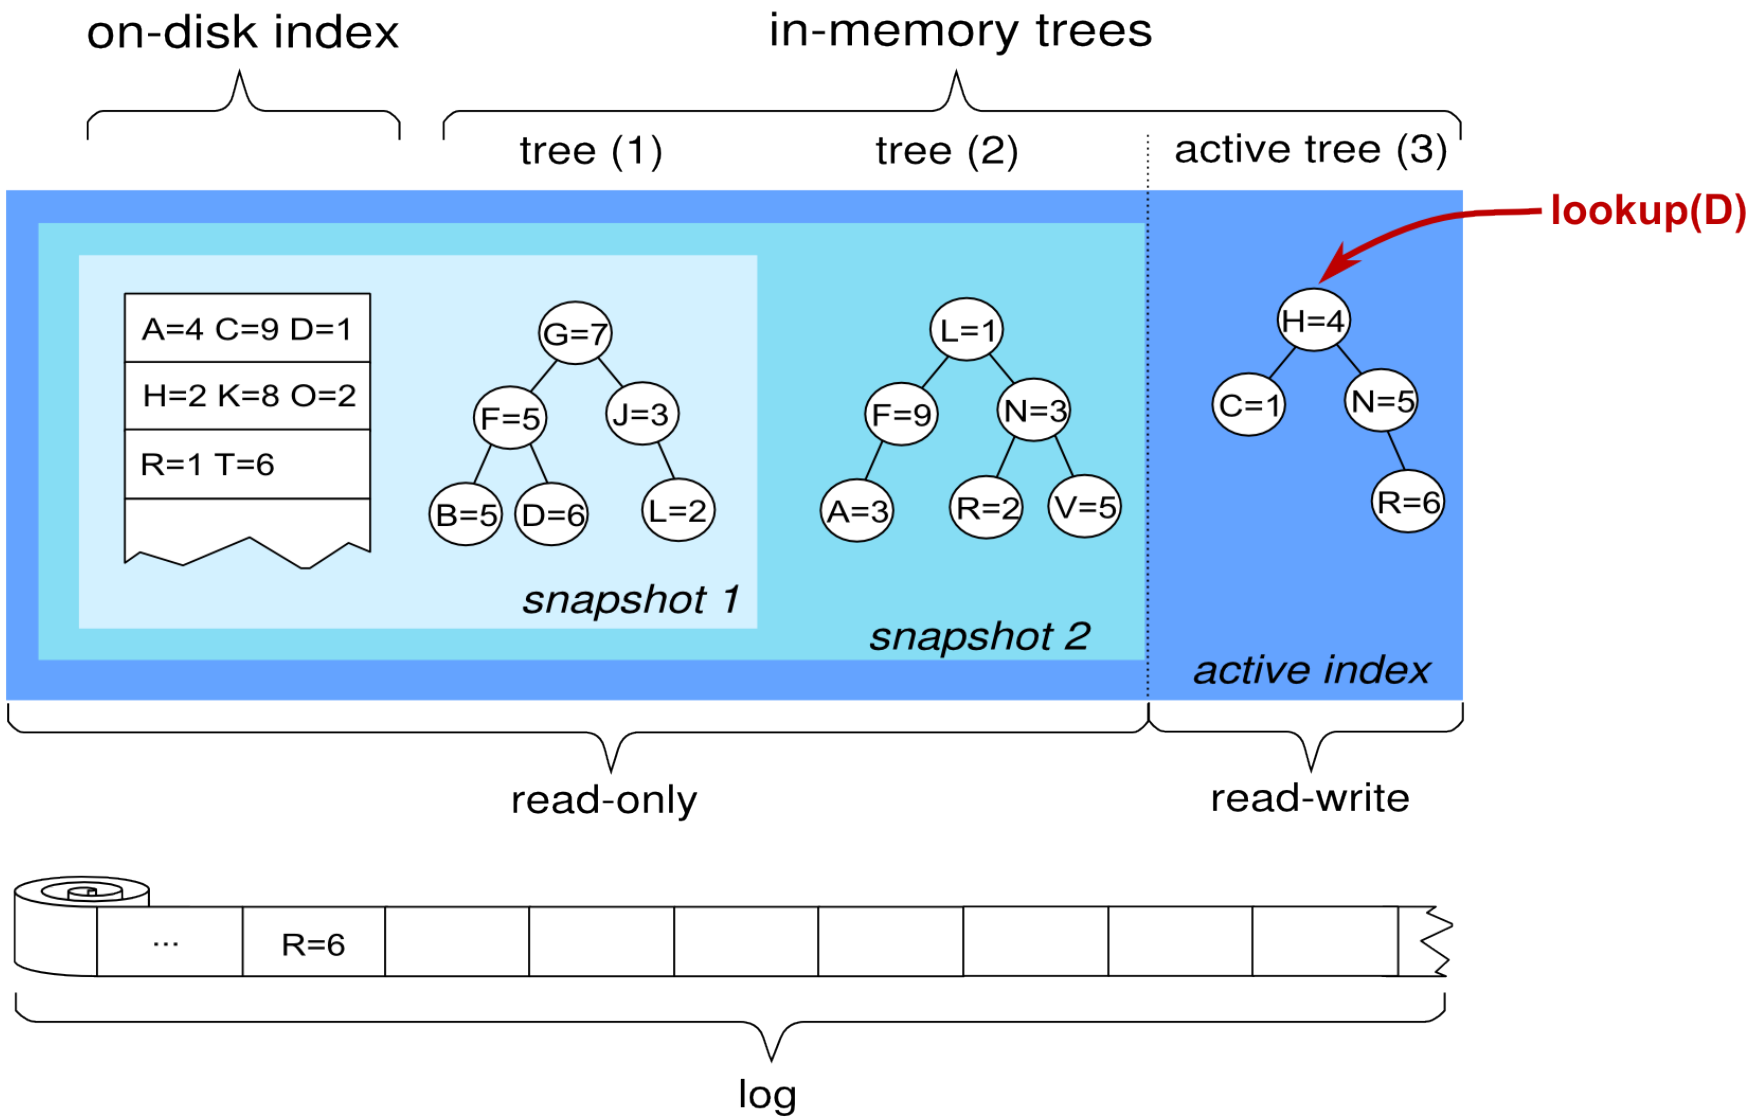 on-disk index
in-memory trees
tree (1)
tree (2)
active tree (3)
lookup(D)
A=4 C=9 D=1
H=2 K=8 O=2
R=1 T=6
G=7
F=5
J=3
B=5
D=6
L=2
snapshot 1
L=1
F=9
N=3
A=3
R=2
V=5
snapshot 2
H=4
C=1
N=5
R=6
active index
read-only
read-write
...
R=6
log